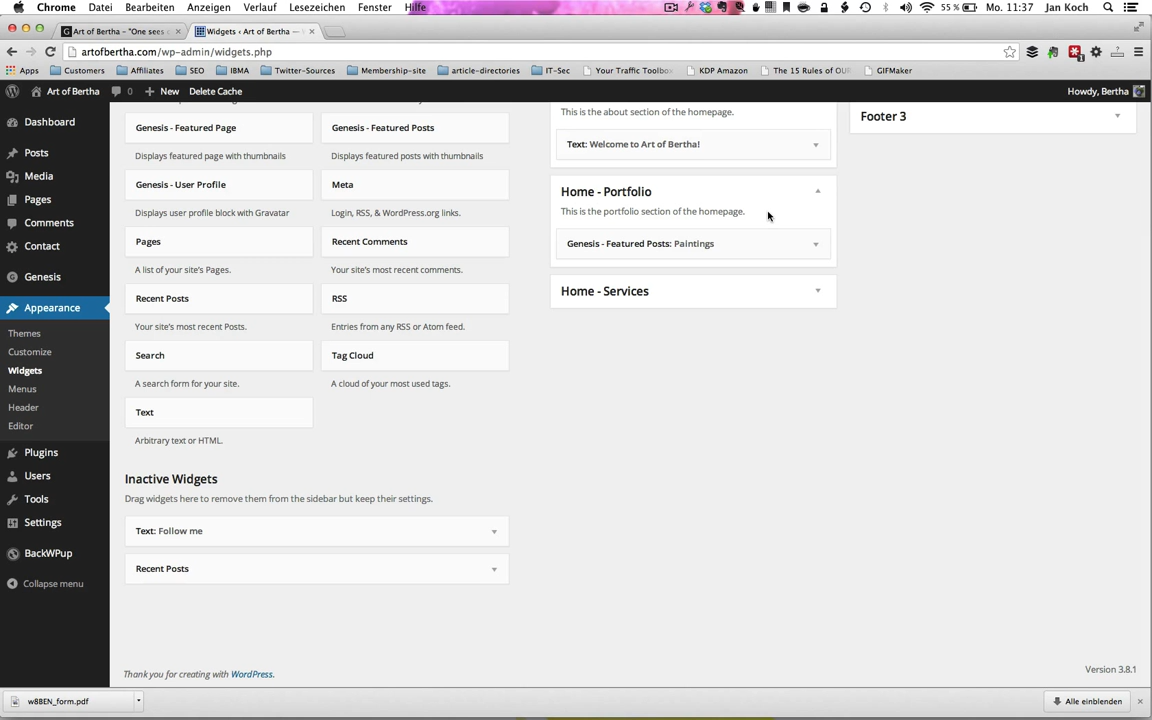 Chrome Datei Bearbeiten Anzeigen Verlauf Lesezeichen Fenster Hilfe 55 % Mo. 11:37 Jan Koch
Art of Bertha – "One sees Widgets ‹ Art of Bertha —
artofbertha.com/wp-admin/widgets.php
Apps Customers Affiliates SEO IBMA Twitter-Sources Membership-site article-directories IT-Sec Your Traffic Toolbox KDP Amazon The 15 Rules of OUR GIFMaker
Art of Bertha 0 New Delete Cache Howdy, Bertha
Dashboard
Posts
Media
Pages
Comments
Contact
Genesis
Appearance
Themes
Customize
Widgets
Menus
Header
Editor
Plugins
Users
Tools
Settings
BackWPup
Collapse menu
Genesis - Featured Page Genesis - Featured Posts
Displays featured page with thumbnails Displays featured posts with thumbnails
Genesis - User Profile Meta
Displays user profile block with Gravatar Login, RSS, & WordPress.org links.
Pages Recent Comments
A list of your site's Pages. Your site's most recent comments.
Recent Posts RSS
Your site's most recent Posts. Entries from any RSS or Atom feed.
Search Tag Cloud
A search form for your site. A cloud of your most used tags.
Text
Arbitrary text or HTML.
Inactive Widgets
Drag widgets here to remove them from the sidebar but keep their settings.
Text: Follow me
Recent Posts
This is the about section of the homepage.
Text: Welcome to Art of Bertha!
Home - Portfolio
This is the portfolio section of the homepage.
Genesis - Featured Posts: Paintings
Home - Services
Footer 3
Thank you for creating with WordPress. Version 3.8.1
w8BEN_form.pdf Alle einblenden